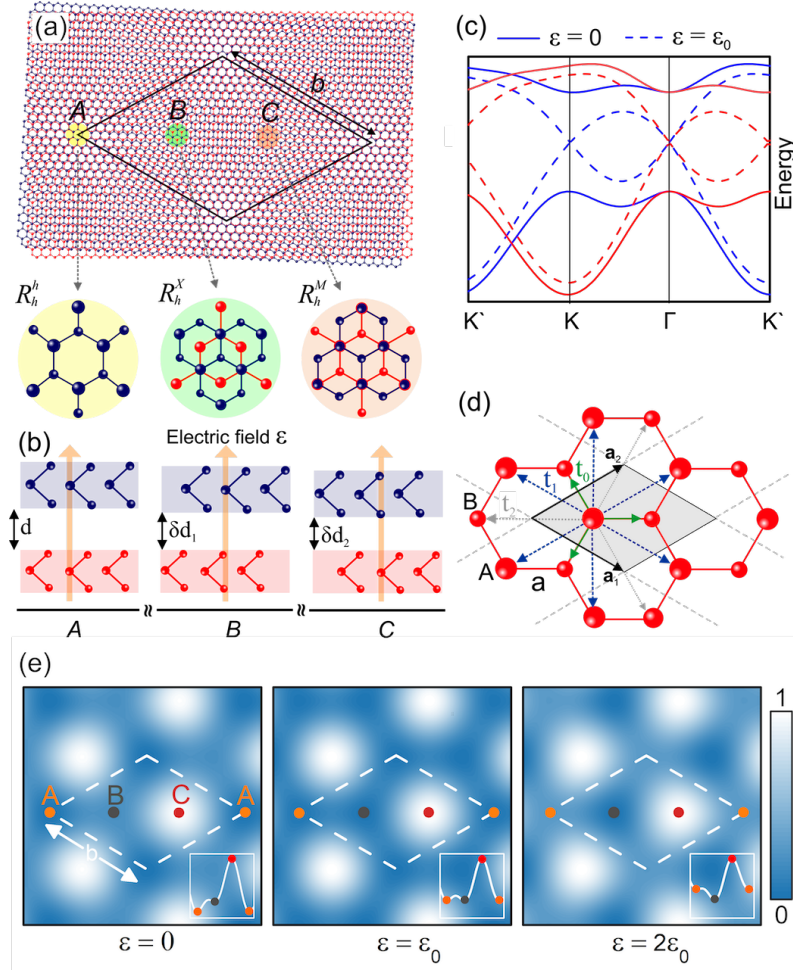 (a)
A
B
C
b
R_h^h
R_h^X
R_h^M
(b)
Electric field ε
d
δd₁
δd₂
A
≈
B
≈
C
(c)
ε = 0
ε = ε₀
Energy
K`
K
Γ
K`
(d)
a₂
t₁
t₀
t₂
B
A
a
a₁
(e)
A
B
C
A
b
ε = 0
ε = ε₀
ε = 2ε₀
1
0